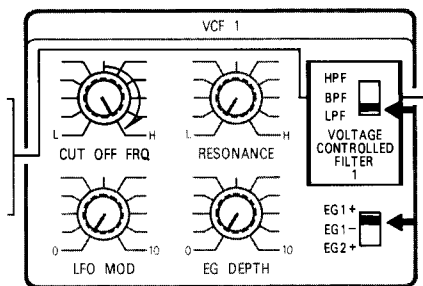 VCF 1
HPF
BPF
LPF
L H L H
CUT OFF FRQ RESONANCE
VOLTAGE
CONTROLLED
FILTER
1
EG1+
EG1-
EG2+
0 10 0 10
LFO MOD EG DEPTH